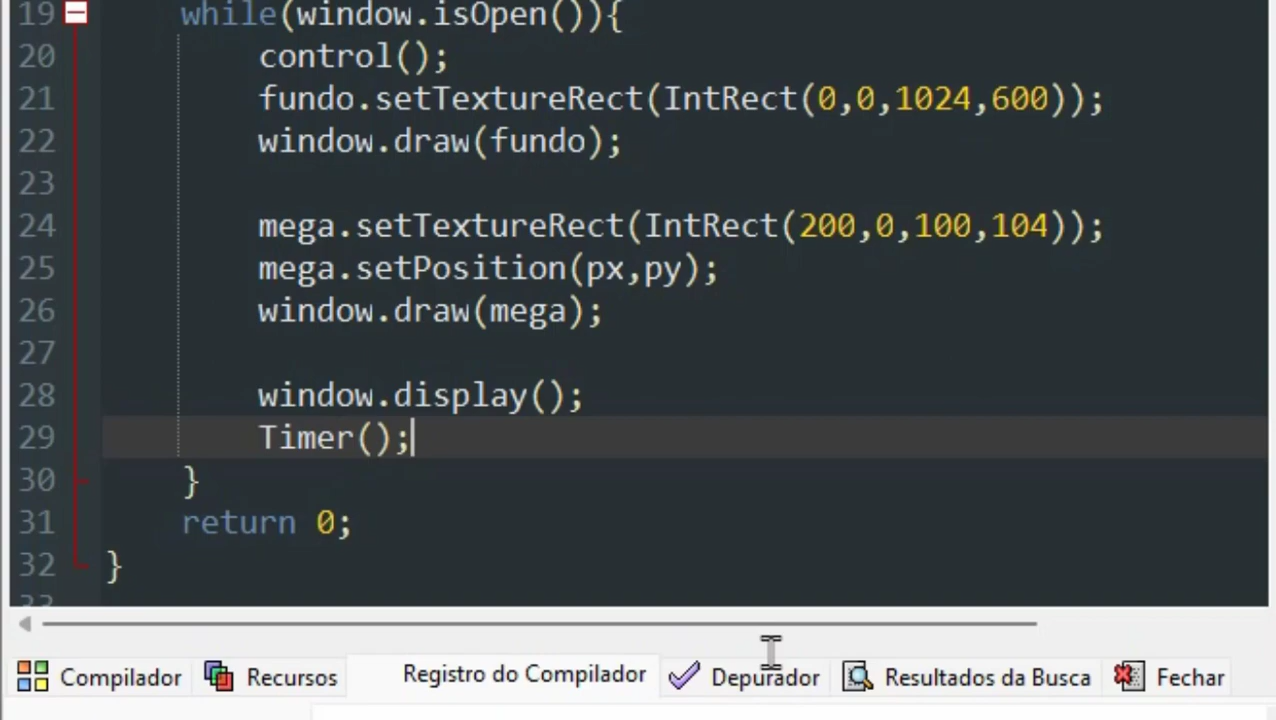 19 while(window.isOpen()){
20 control();
21 fundo.setTextureRect(IntRect(0,0,1024,600));
22 window.draw(fundo);
23
24 mega.setTextureRect(IntRect(200,0,100,104));
25 mega.setPosition(px,py);
26 window.draw(mega);
27
28 window.display();
29 Timer();
30 }
31 return 0;
32 }
33
Compilador Recursos Registro do Compilador Depurador Resultados da Busca Fechar